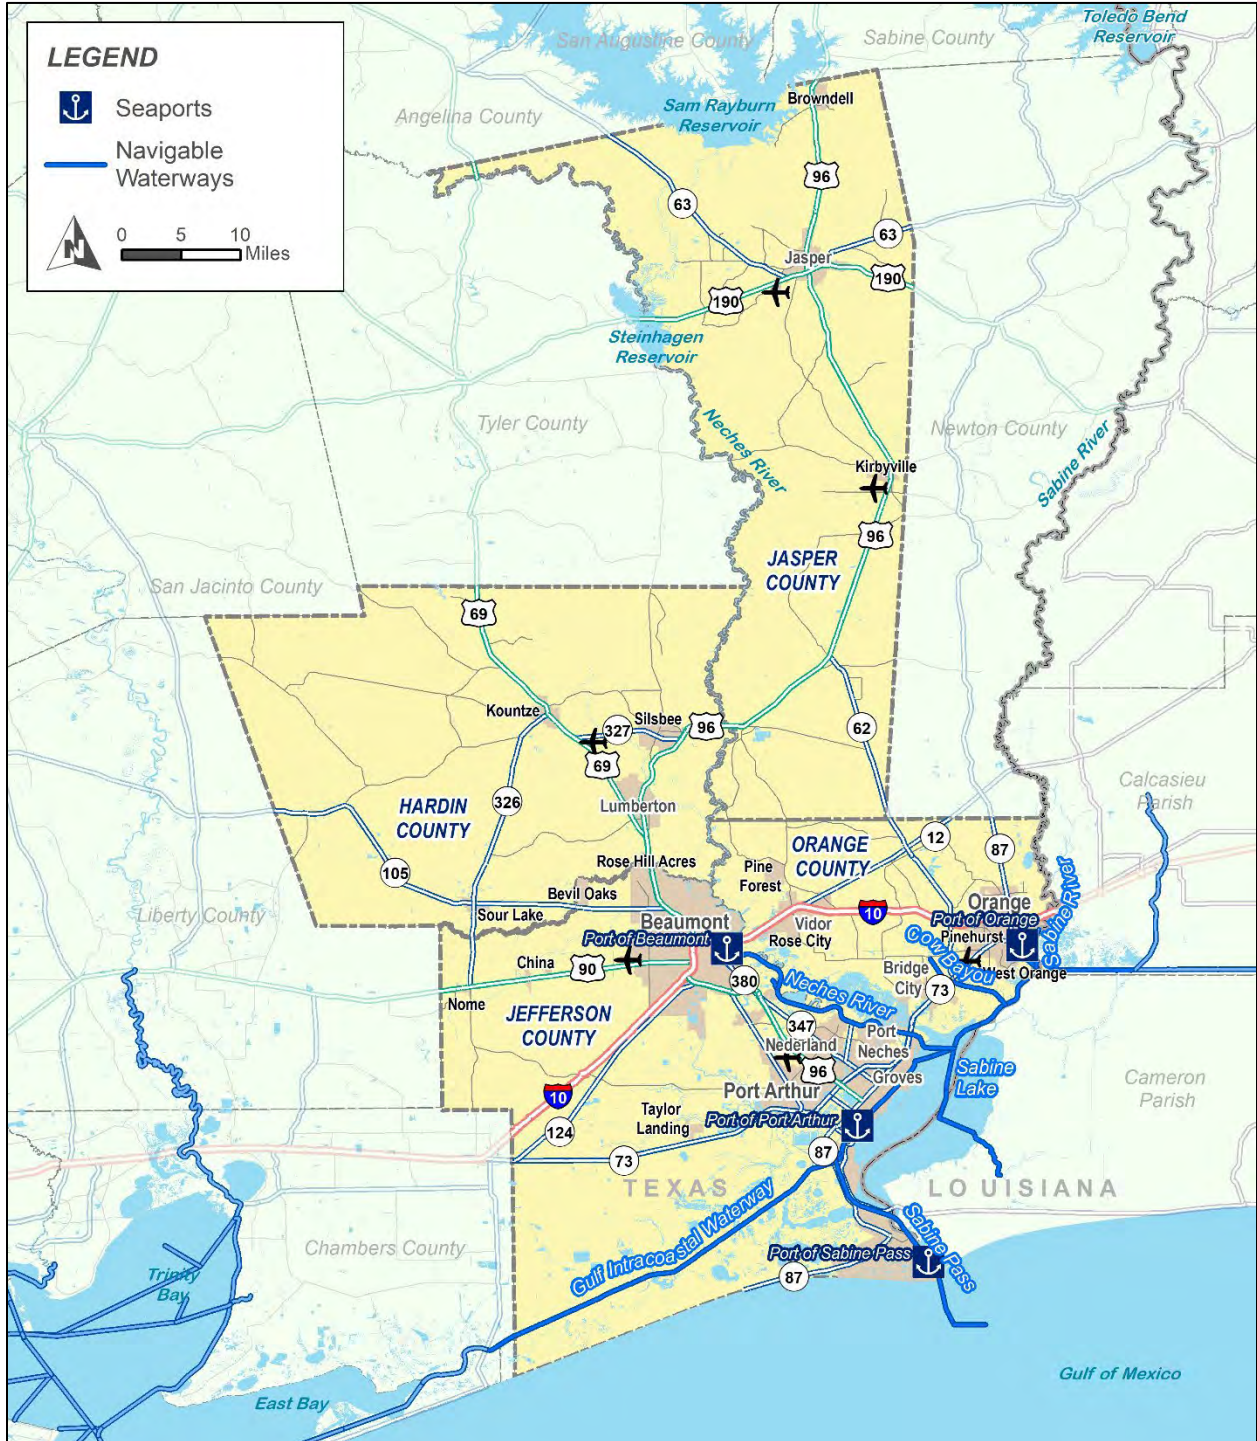 LEGEND
Seaports
Navigable
Waterways
N
0 5 10
Miles
Toledo Bend
Reservoir
San Augustine County
Sabine County
Angelina County
Sam Rayburn
Reservoir
Browndell
96
63
63
Jasper
190
190
Steinhagen
Reservoir
Tyler County
Neches River
Newton County
Sabine River
Kirbyville
96
JASPER
COUNTY
San Jacinto County
69
Kountze
327
Silsbee
96
62
69
Lumberton
326
HARDIN
COUNTY
Calcasieu
Parish
12
87
ORANGE
COUNTY
Rose Hill Acres
Pine
Forest
105
Bevil Oaks
Sour Lake
Liberty County
Beaumont
Port of Beaumont
Vidor
10
Rose City
Orange
Port of Orange
Pinehurst
Sabine River
Cow Bayou
West Orange
China
90
380
Bridge
City
73
Nome
Neches River
JEFFERSON
COUNTY
347
Nederland
Port
Neches
96
Groves
Sabine
Lake
Port Arthur
Cameron
Parish
10
124
Taylor
Landing
Port of Port Arthur
87
73
TEXAS
LOUISIANA
Gulf Intracoastal Waterway
Sabine Pass
Chambers County
Port of Sabine Pass
87
Trinity
Bay
East Bay
Gulf of Mexico